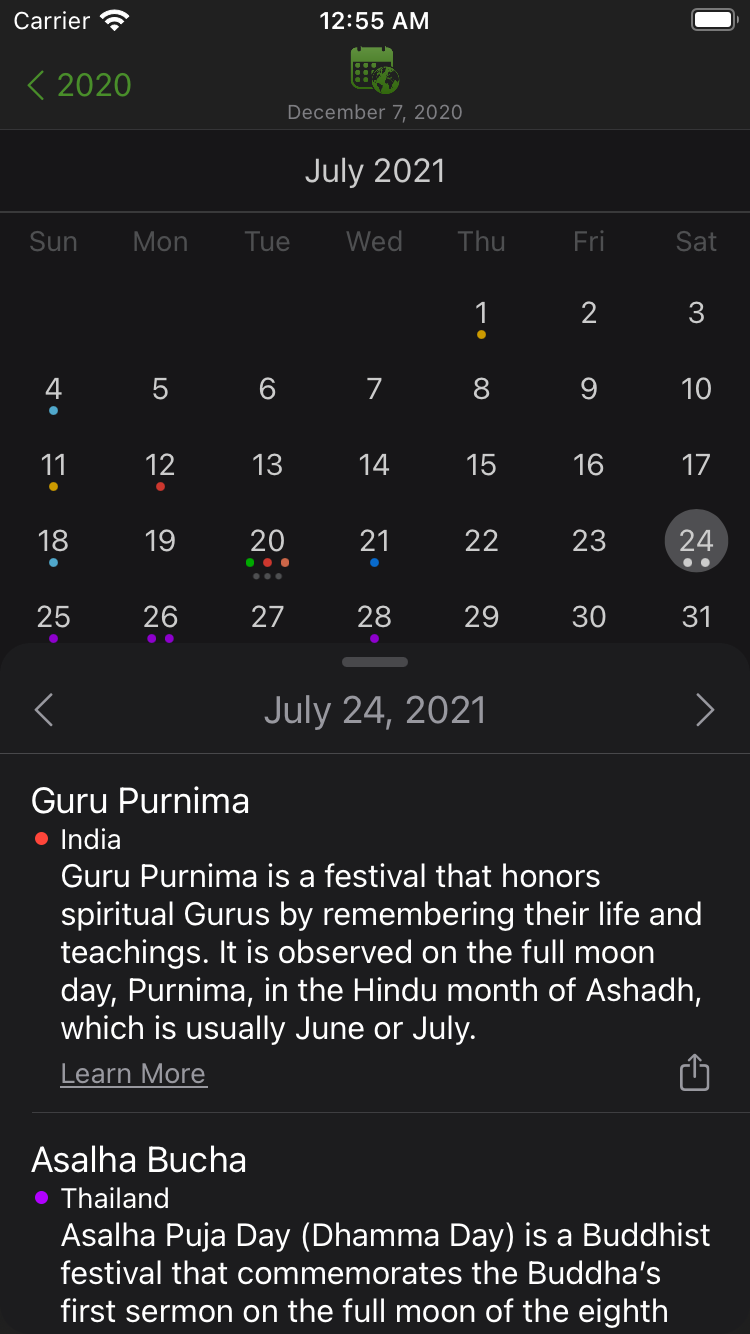 Carrier 12:55 AM
2020
December 7, 2020
July 2021
Sun Mon Tue Wed Thu Fri Sat
1 2 3
4 5 6 7 8 9 10
11 12 13 14 15 16 17
18 19 20 21 22 23 24
25 26 27 28 29 30 31
July 24, 2021
Guru Purnima
India
Guru Purnima is a festival that honors
spiritual Gurus by remembering their life and
teachings. It is observed on the full moon
day, Purnima, in the Hindu month of Ashadh,
which is usually June or July.
Learn More
Asalha Bucha
Thailand
Asalha Puja Day (Dhamma Day) is a Buddhist
festival that commemorates the Buddha’s
first sermon on the full moon of the eighth